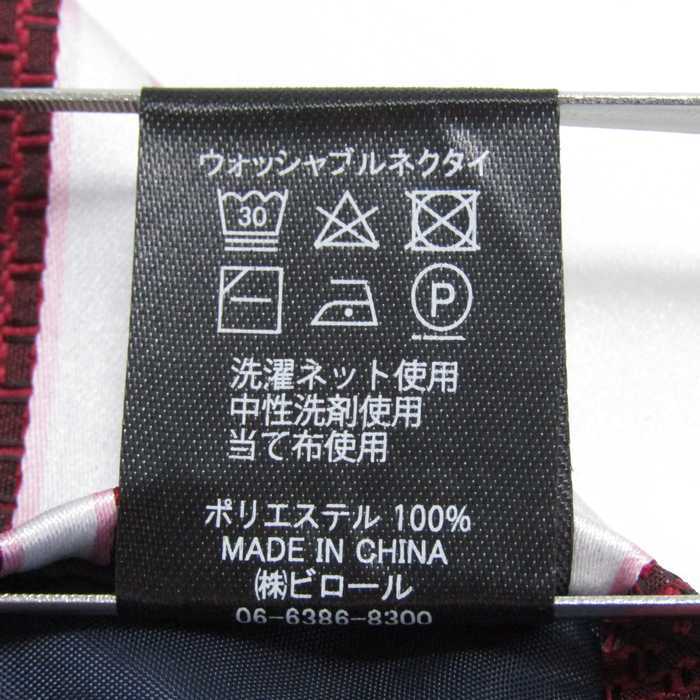 ウォッシャブルネクタイ
30
P
洗濯ネット使用
中性洗剤使用
当て布使用
ポリエステル 100%
MADE IN CHINA
㈱ビロール
06-6386-8300